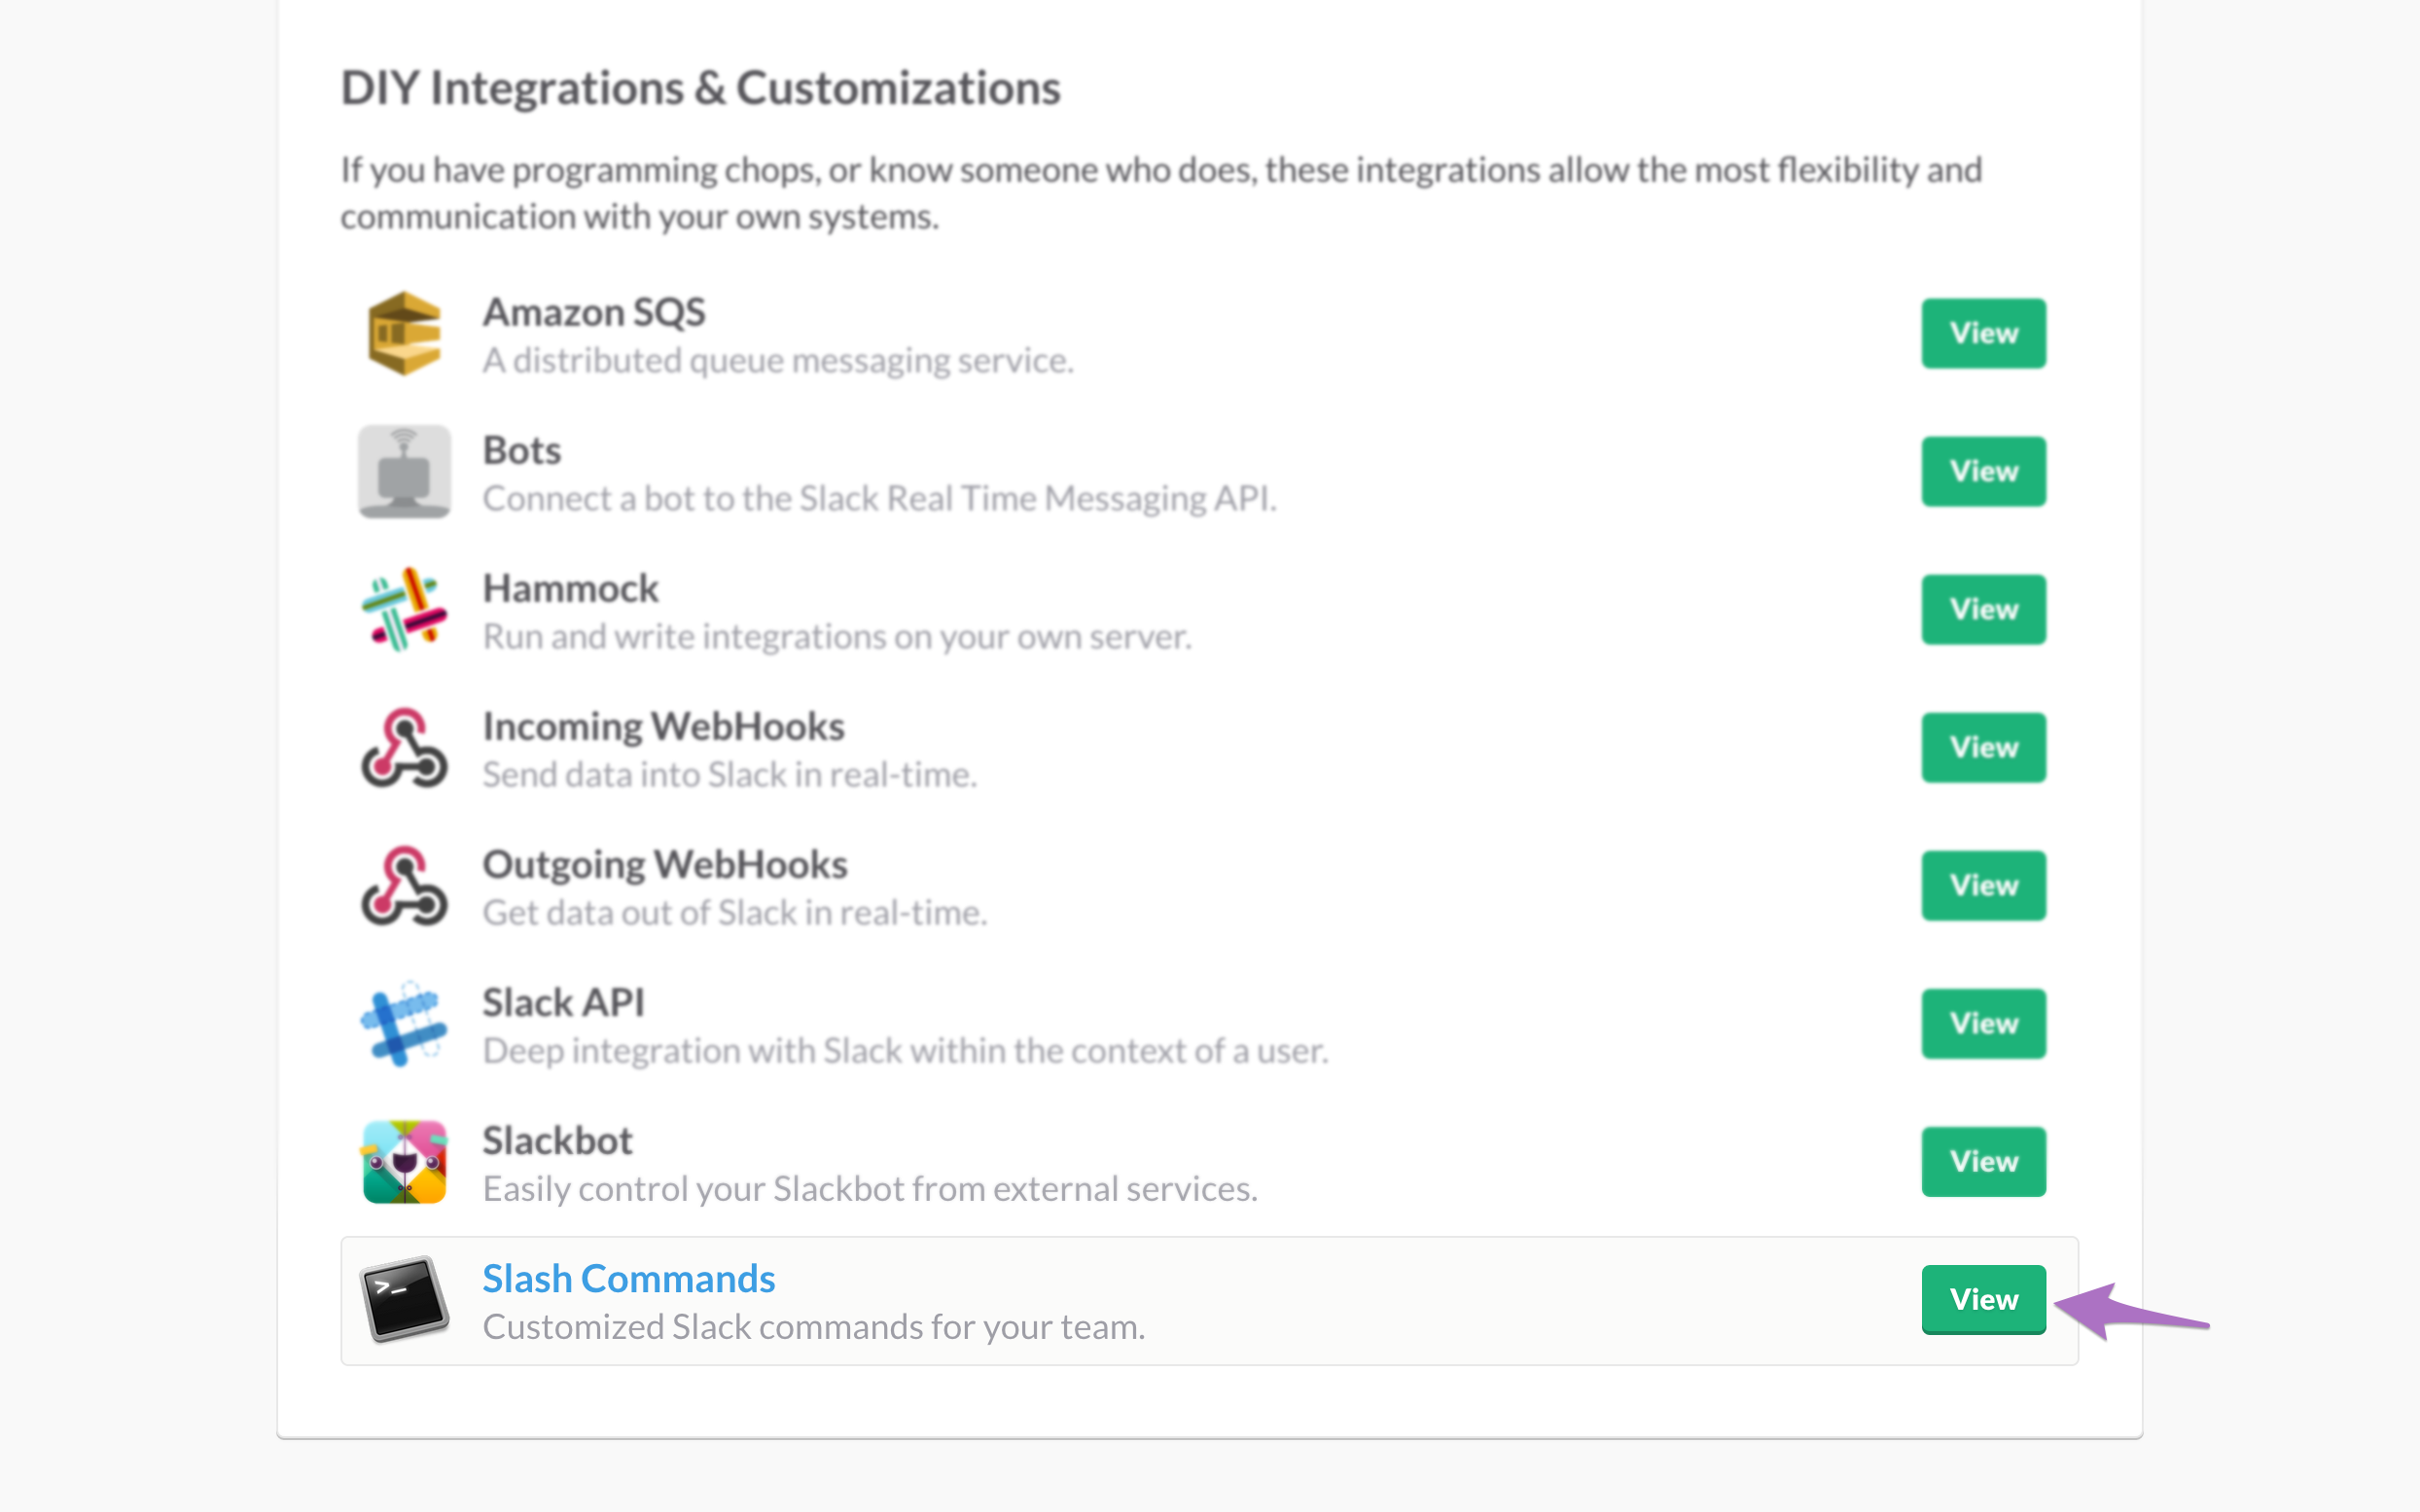 DIY Integrations & Customizations
If you have programming chops, or know someone who does, these integrations allow the most flexibility and
communication with your own systems.
Amazon SQS
A distributed queue messaging service.
View
Bots
Connect a bot to the Slack Real Time Messaging API.
View
Hammock
Run and write integrations on your own server.
View
Incoming WebHooks
Send data into Slack in real-time.
View
Outgoing WebHooks
Get data out of Slack in real-time.
View
Slack API
Deep integration with Slack within the context of a user.
View
Slackbot
Easily control your Slackbot from external services.
View
>_
Slash Commands
Customized Slack commands for your team.
View